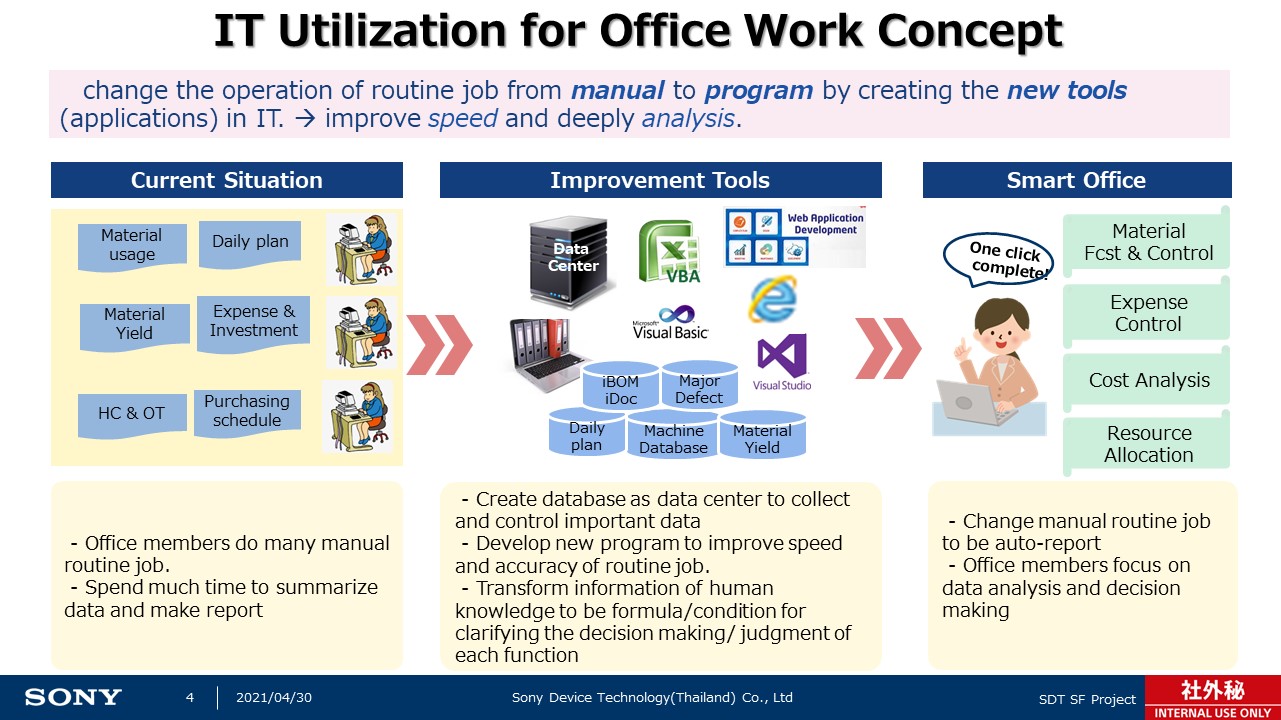 IT Utilization for Office Work Concept
change the operation of routine job from manual to program by creating the new tools
(applications) in IT. → improve speed and deeply analysis.
Current Situation
Material
usage
Daily plan
Material
Yield
Expense &
Investment
HC & OT
Purchasing
schedule
- Office members do many manual
routine job.
- Spend much time to summarize
data and make report
Improvement Tools
Data
Center
VBA
Web Application
Development
Microsoft
Visual Basic
Visual Studio
iBOM
iDoc
Major
Defect
Daily
plan
Machine
Database
Material
Yield
- Create database as data center to collect
and control important data
- Develop new program to improve speed
and accuracy of routine job.
- Transform information of human
knowledge to be formula/condition for
clarifying the decision making/ judgment of
each function
Smart Office
One click
complete!
Material
Fcst & Control
Expense
Control
Cost Analysis
Resource
Allocation
- Change manual routine job
to be auto-report
- Office members focus on
data analysis and decision
making
SONY
4
2021/04/30
Sony Device Technology(Thailand) Co., Ltd
SDT SF Project
社外秘
INTERNAL USE ONLY